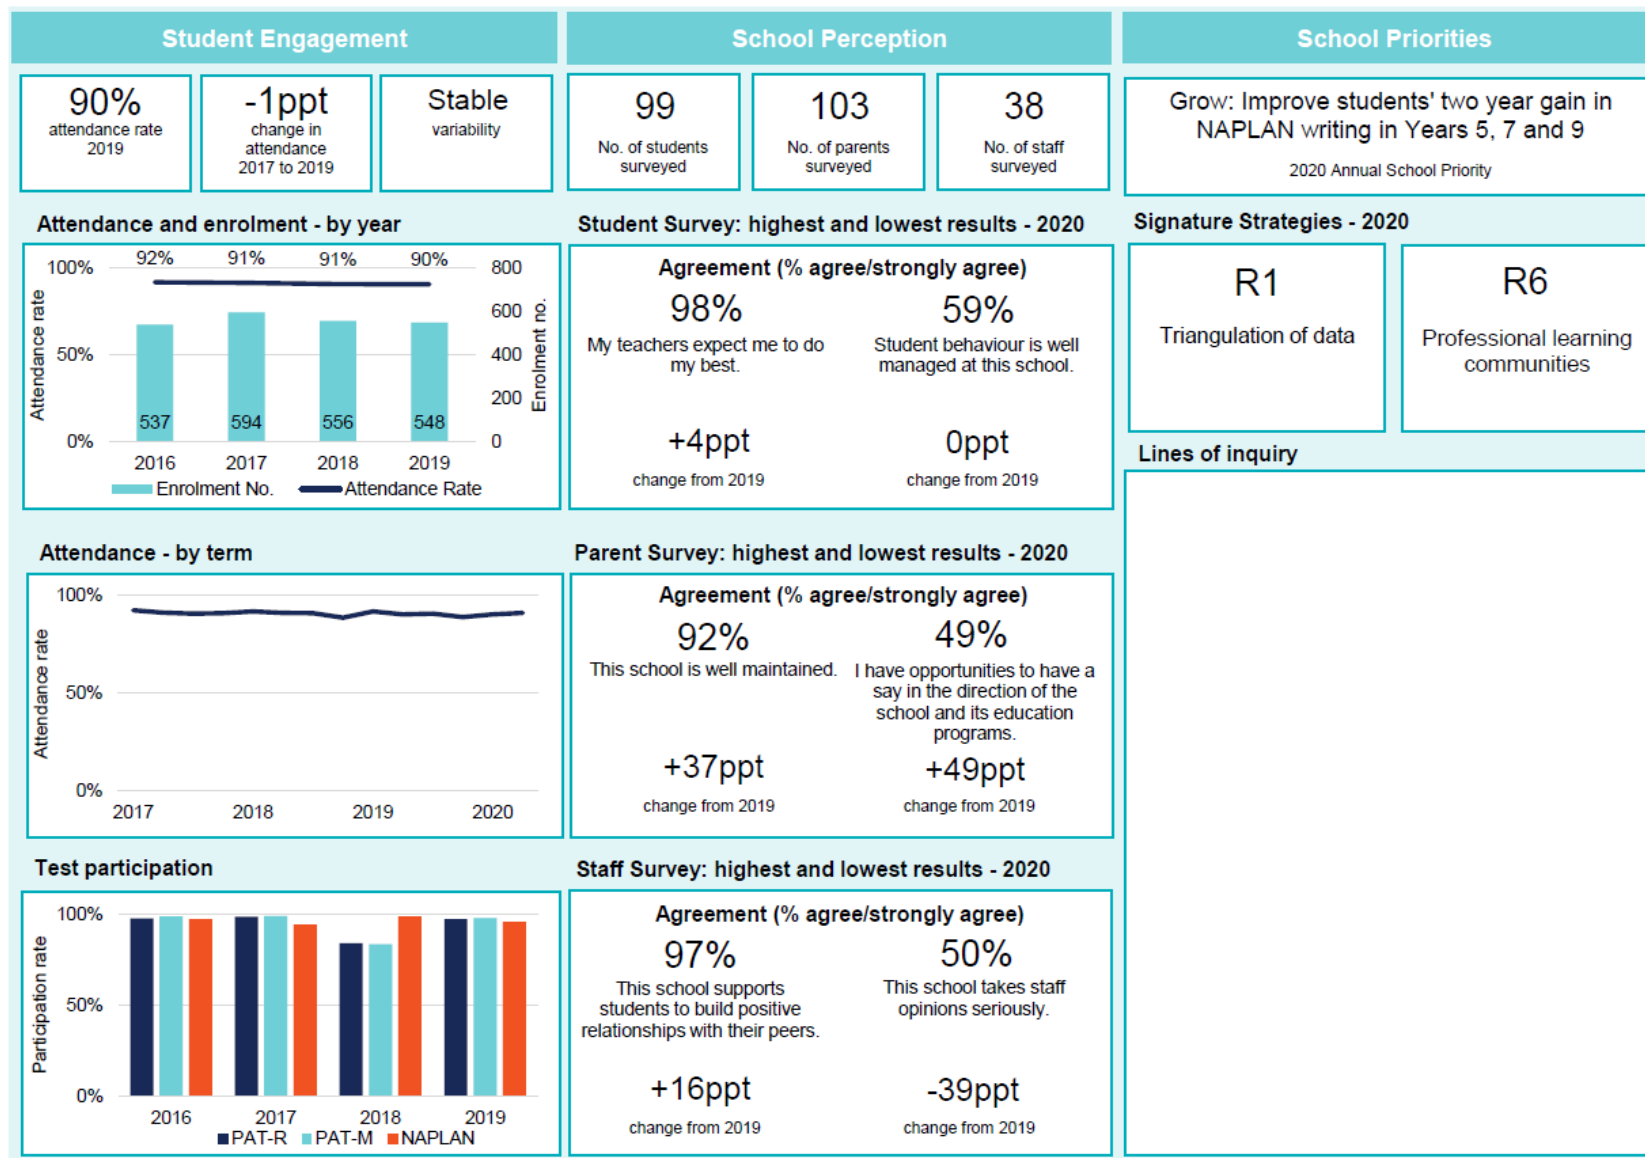 Student Engagement
90%
attendance rate
2019
-1ppt
change in
attendance
2017 to 2019
Stable
variability
Attendance and enrolment - by year
Attendance rate
100%
50%
0%
92%
91%
91%
90%
537
594
556
548
2016
2017
2018
2019
800
600
400
200
0
Enrolment no.
Enrolment No.
Attendance Rate
Attendance - by term
Attendance rate
100%
50%
0%
2017
2018
2019
2020
Test participation
Participation rate
100%
50%
0%
2016
2017
2018
2019
PAT-R
PAT-M
NAPLAN
School Perception
99
No. of students
surveyed
103
No. of parents
surveyed
38
No. of staff
surveyed
Student Survey: highest and lowest results - 2020
Agreement (% agree/strongly agree)
98%
My teachers expect me to do
my best.
+4ppt
change from 2019
59%
Student behaviour is well
managed at this school.
0ppt
change from 2019
Parent Survey: highest and lowest results - 2020
Agreement (% agree/strongly agree)
92%
This school is well maintained.
+37ppt
change from 2019
49%
I have opportunities to have a
say in the direction of the
school and its education
programs.
+49ppt
change from 2019
Staff Survey: highest and lowest results - 2020
Agreement (% agree/strongly agree)
97%
This school supports
students to build positive
relationships with their peers.
+16ppt
change from 2019
50%
This school takes staff
opinions seriously.
-39ppt
change from 2019
School Priorities
Grow: Improve students' two year gain in
NAPLAN writing in Years 5, 7 and 9
2020 Annual School Priority
Signature Strategies - 2020
R1
Triangulation of data
R6
Professional learning
communities
Lines of inquiry